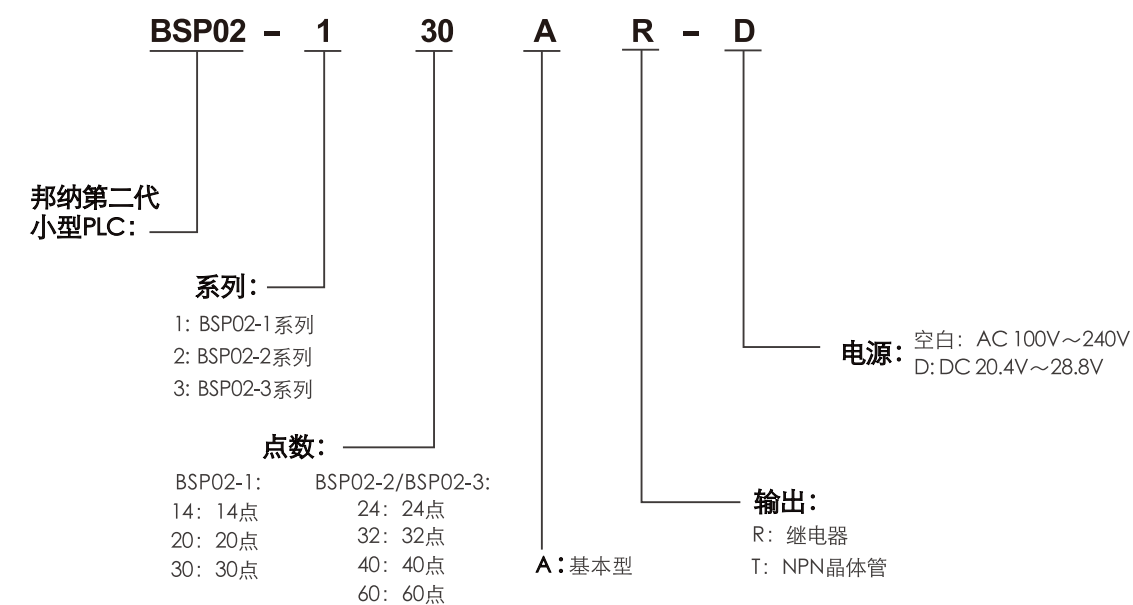 BSP02 - 1 30 A R - D
邦纳第二代
小型PLC：
系列：
1: BSP02-1系列
2: BSP02-2系列
3: BSP02-3系列
电源：
空白：AC 100V～240V
D: DC 20.4V～28.8V
点数：
BSP02-1:
14：14点
20：20点
30：30点
BSP02-2/BSP02-3:
24：24点
32：32点
40：40点
60：60点
A：基本型
输出：
R：继电器
T：NPN晶体管